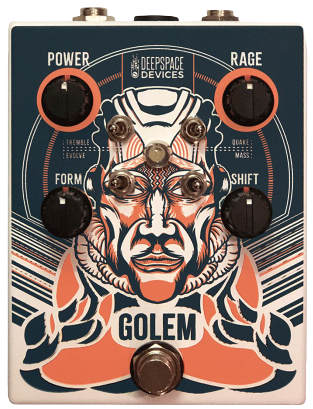 POWER
DEEPSPACE
DEVICES
RAGE
:TREMBLE
QUAKE:
:EVOLVE
MASS:
FORM
SHIFT
GOLEM